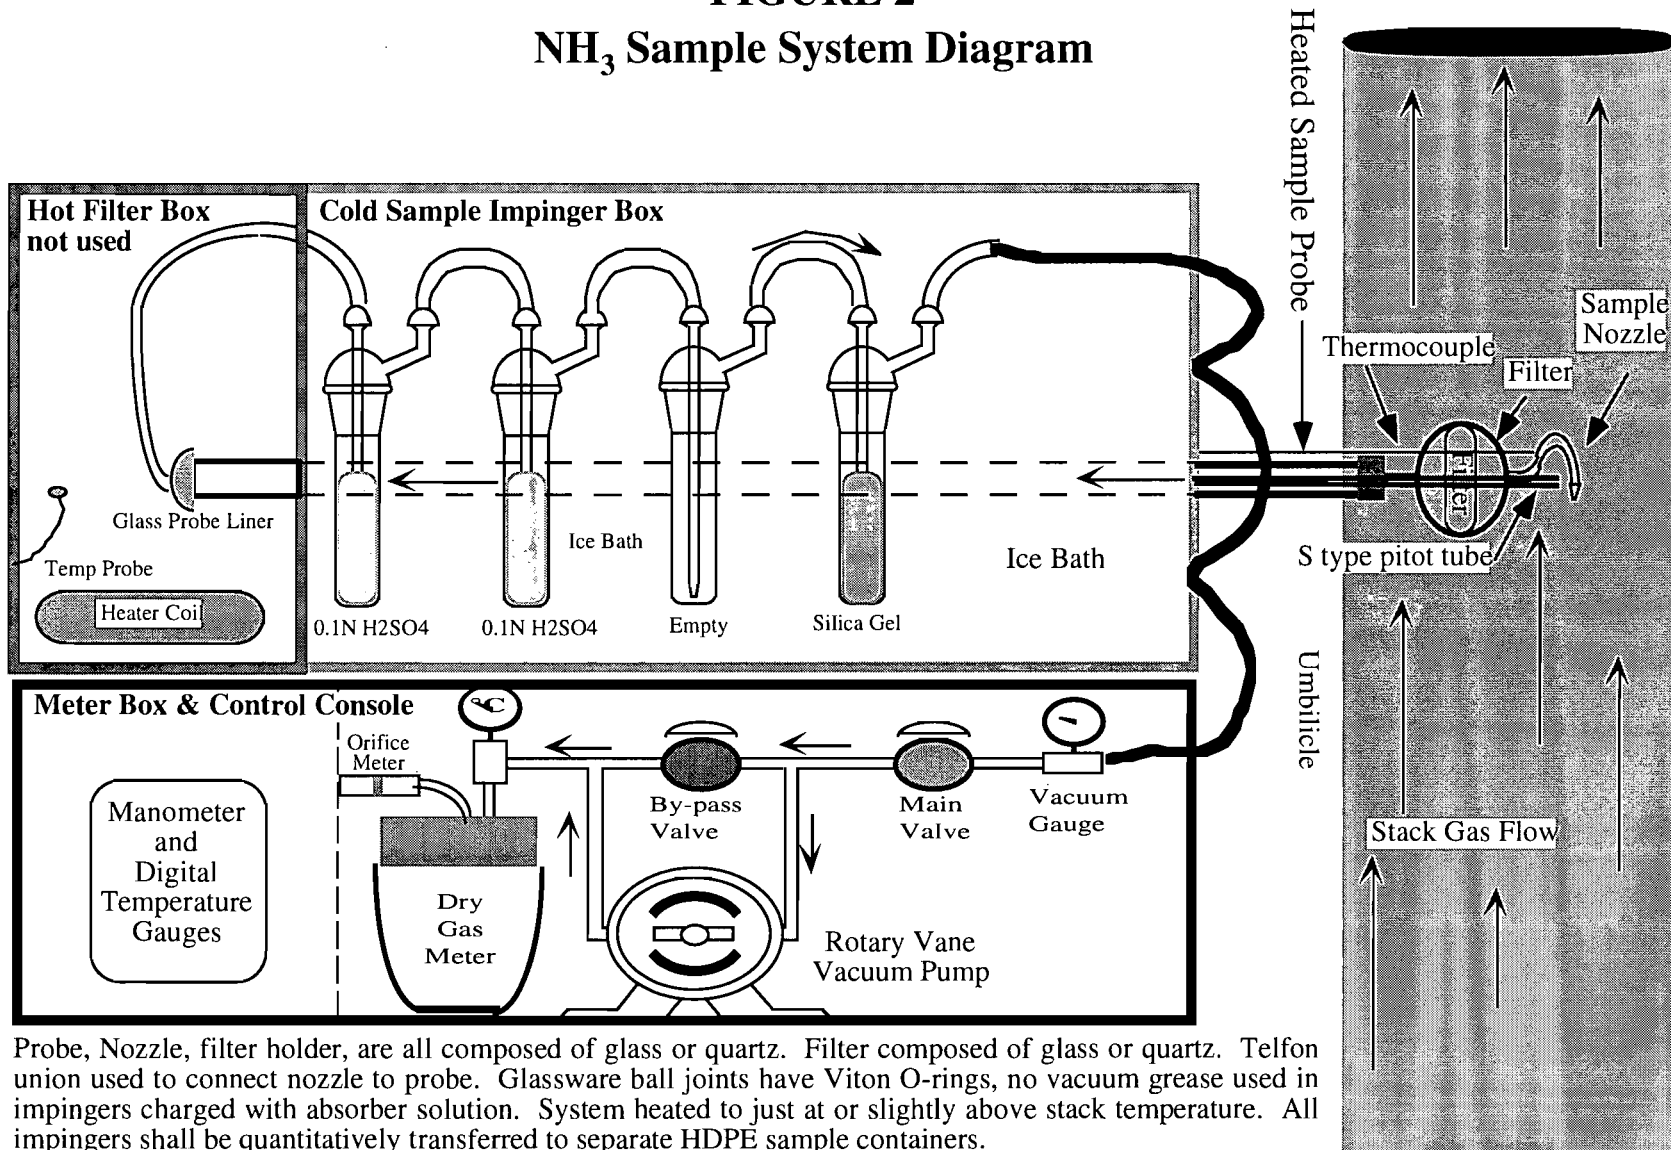 FIGURE 2
NH3 Sample System Diagram
Heated Sample Probe
Hot Filter Box
not used
Cold Sample Impinger Box
Sample
Nozzle
Thermocouple
Filter
Filter
Glass Probe Liner
Ice Bath
Ice Bath
S type pitot tube
Temp Probe
Heater Coil
0.1N H2SO4
0.1N H2SO4
Empty
Silica Gel
Umbilicle
Meter Box & Control Console
°C
Orifice
Meter
Manometer
and
Digital
Temperature
Gauges
By-pass
Valve
Main
Valve
Vacuum
Gauge
Stack Gas Flow
Dry
Gas
Meter
Rotary Vane
Vacuum Pump
Probe, Nozzle, filter holder, are all composed of glass or quartz.  Filter composed of glass or quartz.  Telfon
union used to connect nozzle to probe.  Glassware ball joints have Viton O-rings, no vacuum grease used in
impingers charged with absorber solution.  System heated to just at or slightly above stack temperature.  All
impingers shall be quantitatively transferred to separate HDPE sample containers.